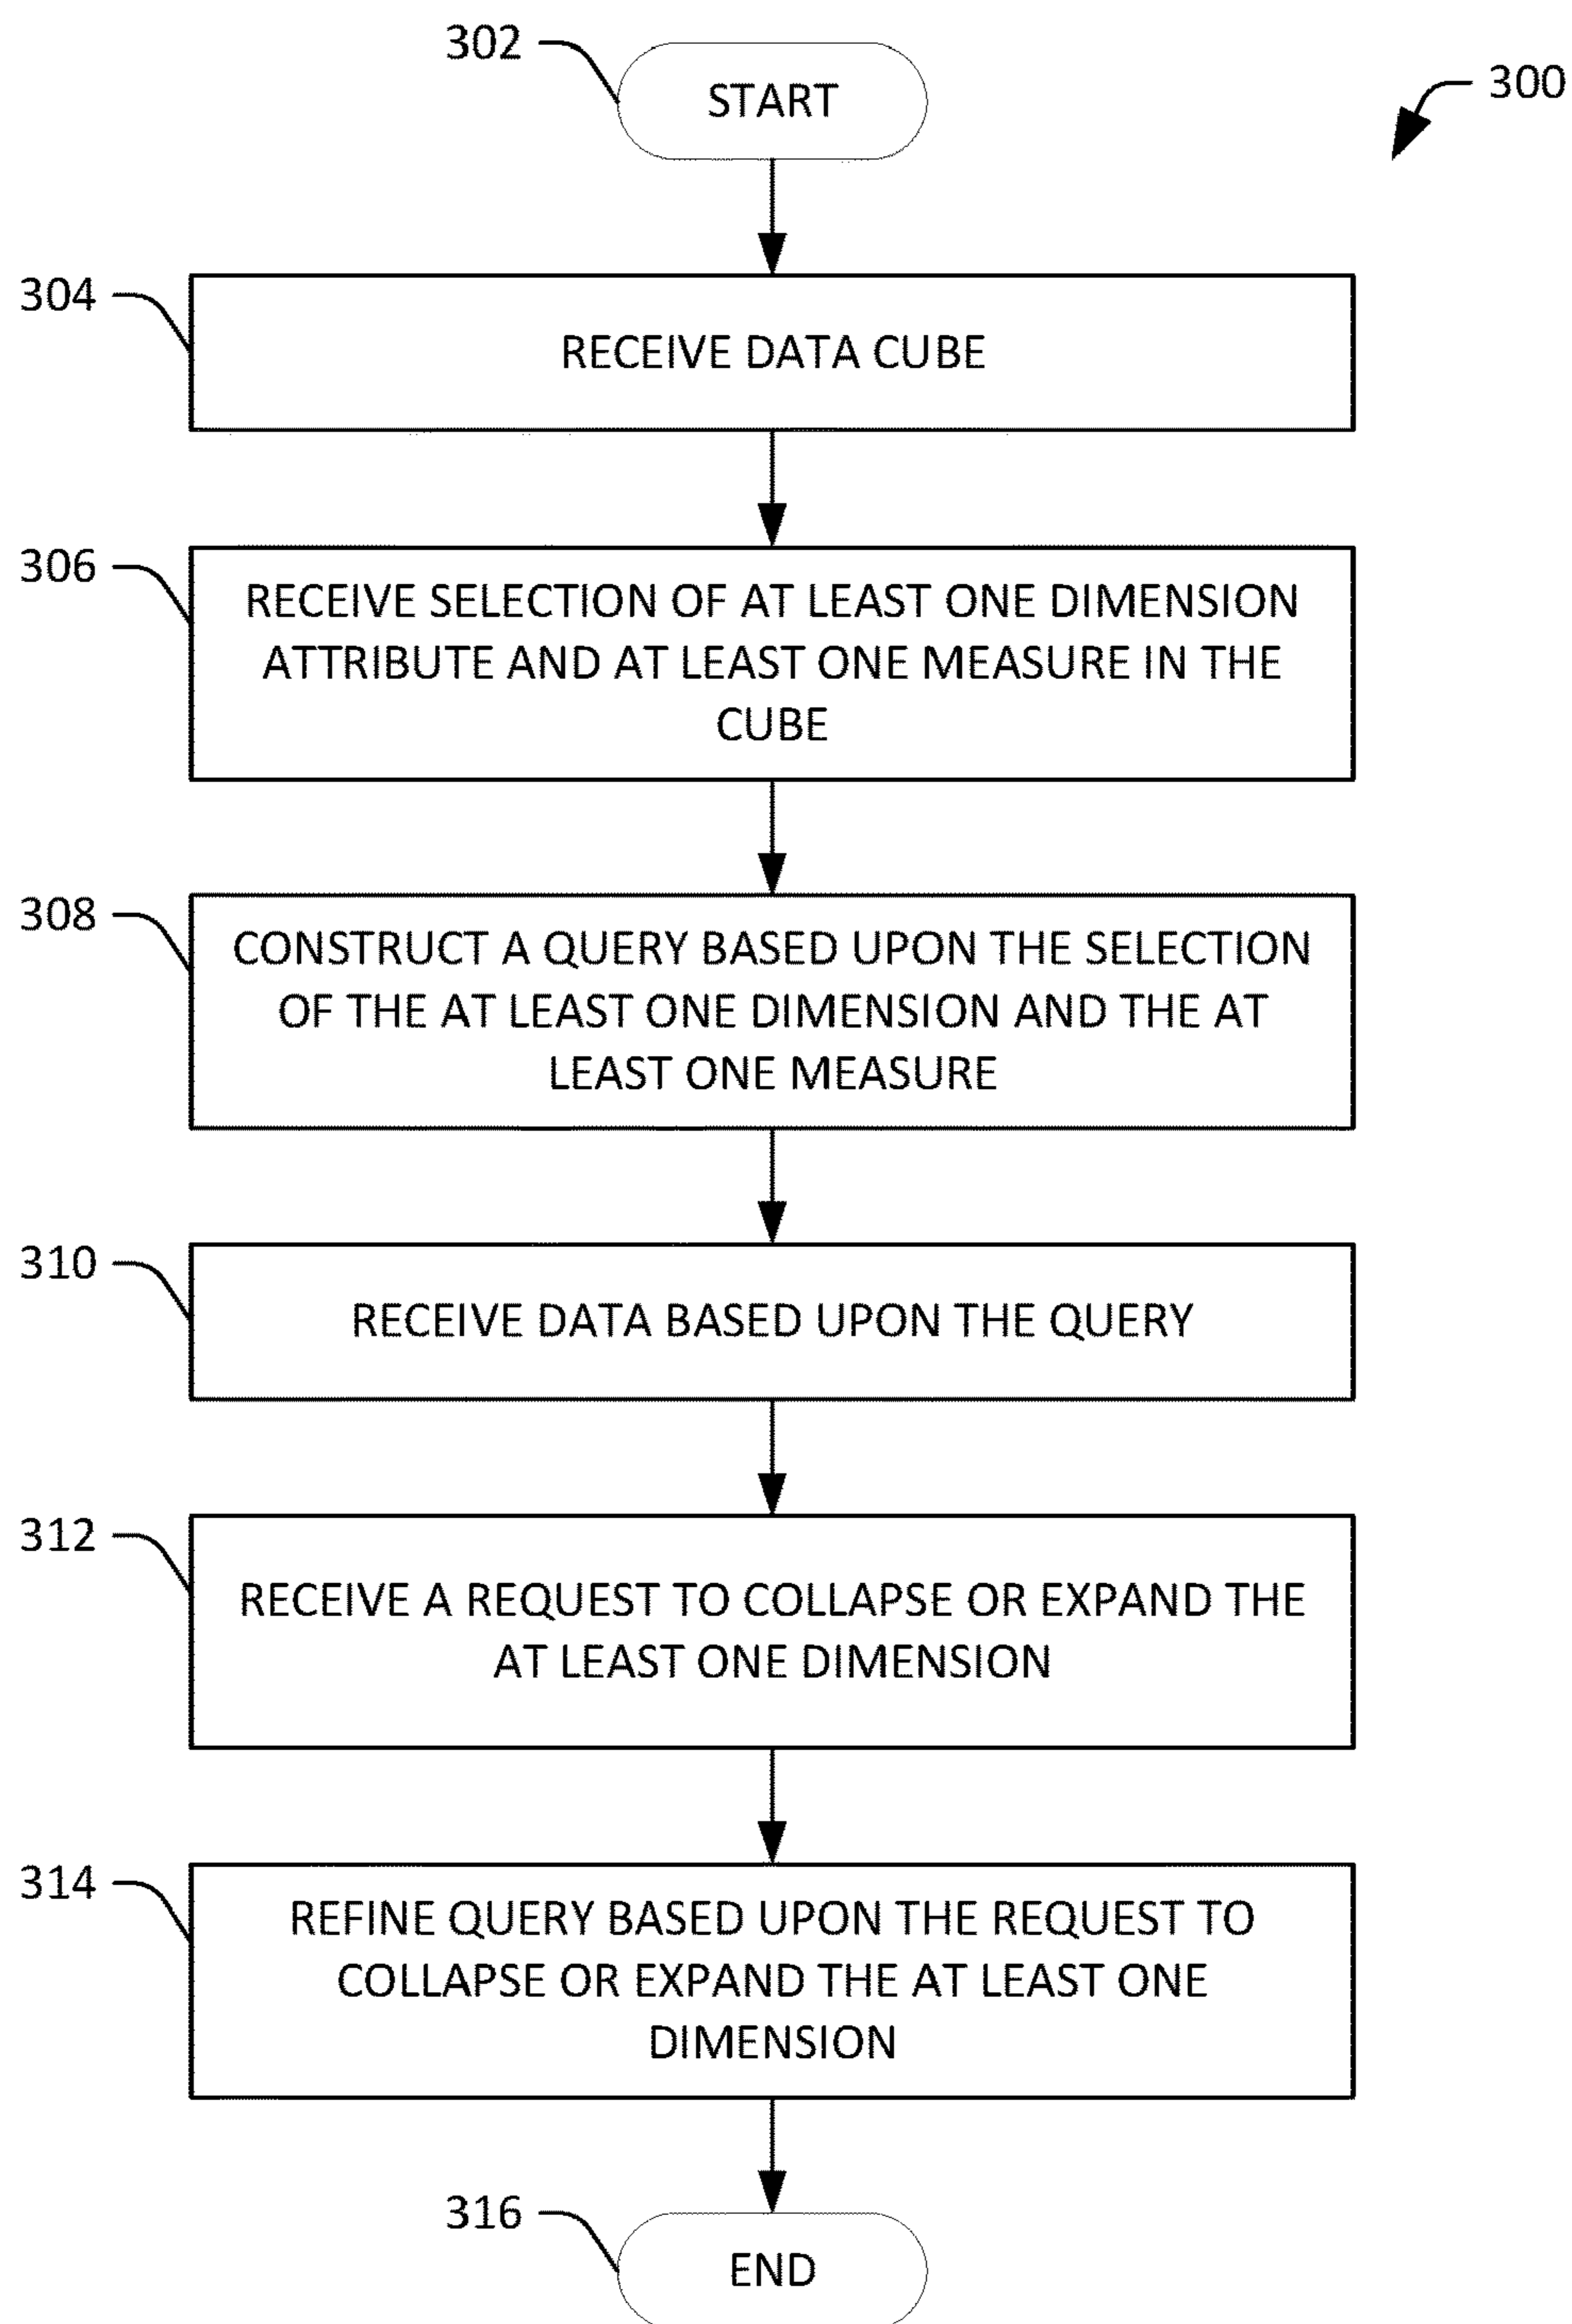 302
START
300
304
RECEIVE DATA CUBE
306
RECEIVE SELECTION OF AT LEAST ONE DIMENSION
ATTRIBUTE AND AT LEAST ONE MEASURE IN THE
CUBE
308
CONSTRUCT A QUERY BASED UPON THE SELECTION
OF THE AT LEAST ONE DIMENSION AND THE AT
LEAST ONE MEASURE
310
RECEIVE DATA BASED UPON THE QUERY
312
RECEIVE A REQUEST TO COLLAPSE OR EXPAND THE
AT LEAST ONE DIMENSION
314
REFINE QUERY BASED UPON THE REQUEST TO
COLLAPSE OR EXPAND THE AT LEAST ONE
DIMENSION
316
END